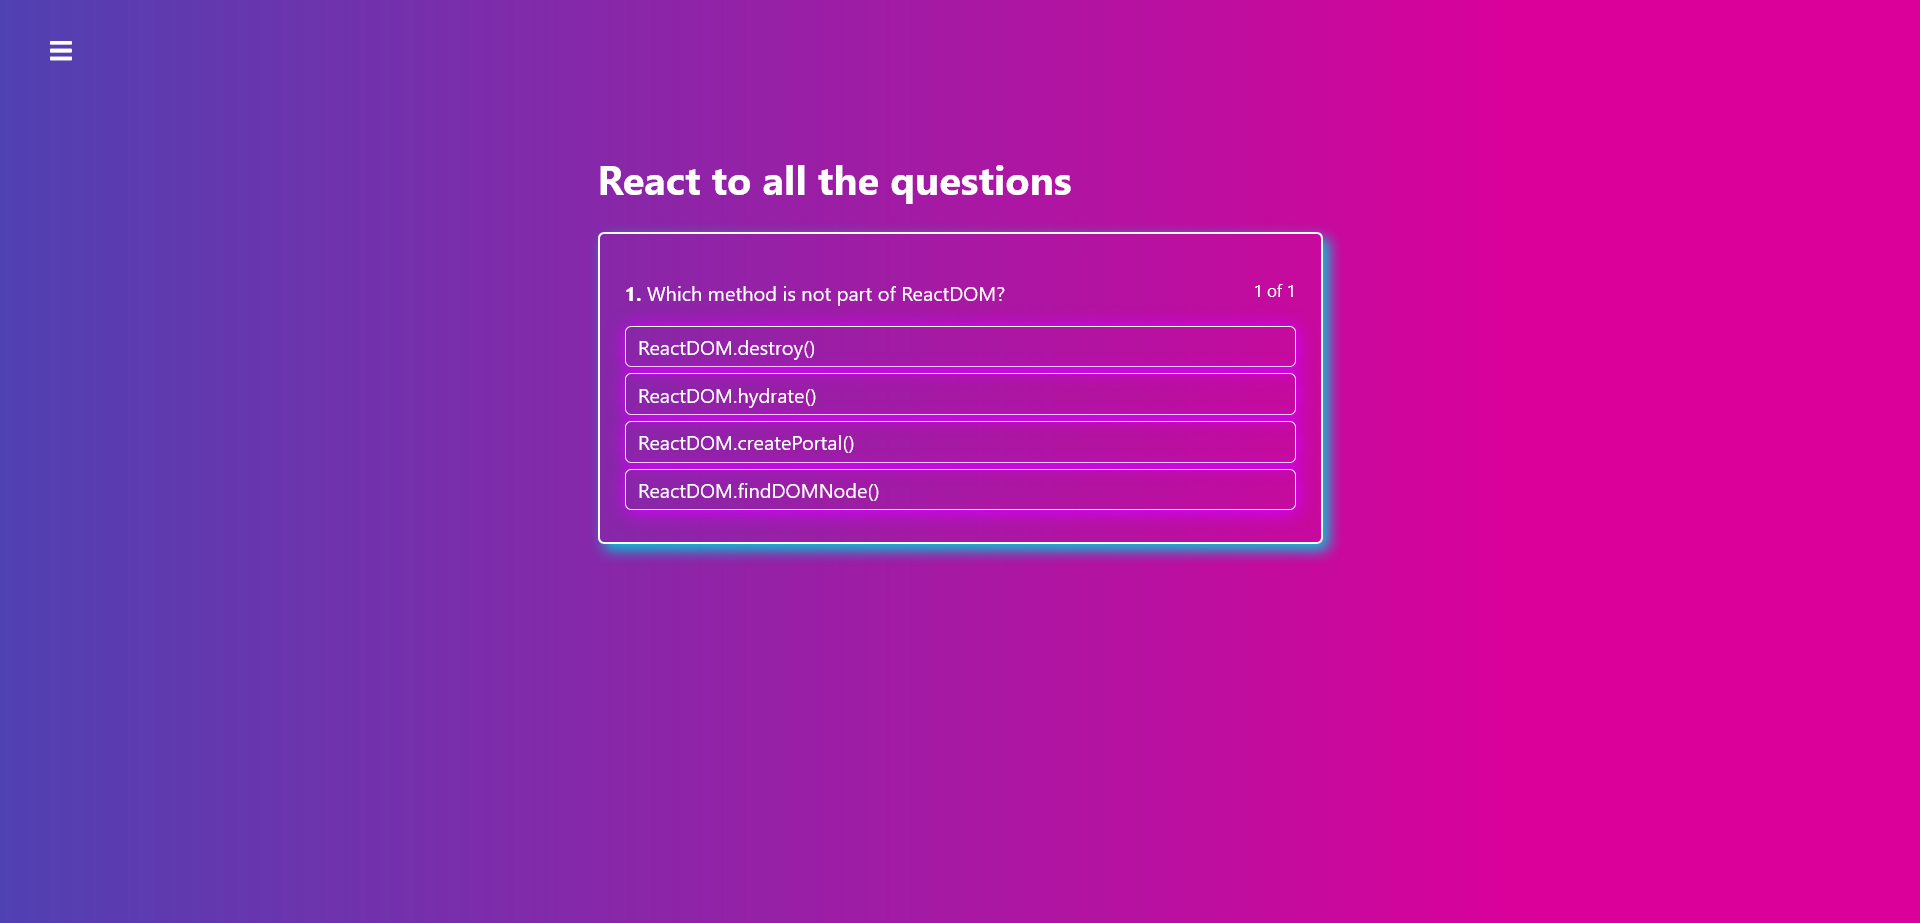 React to all the questions
1. Which method is not part of ReactDOM?
1 of 1
ReactDOM.destroy()
ReactDOM.hydrate()
ReactDOM.createPortal()
ReactDOM.findDOMNode()